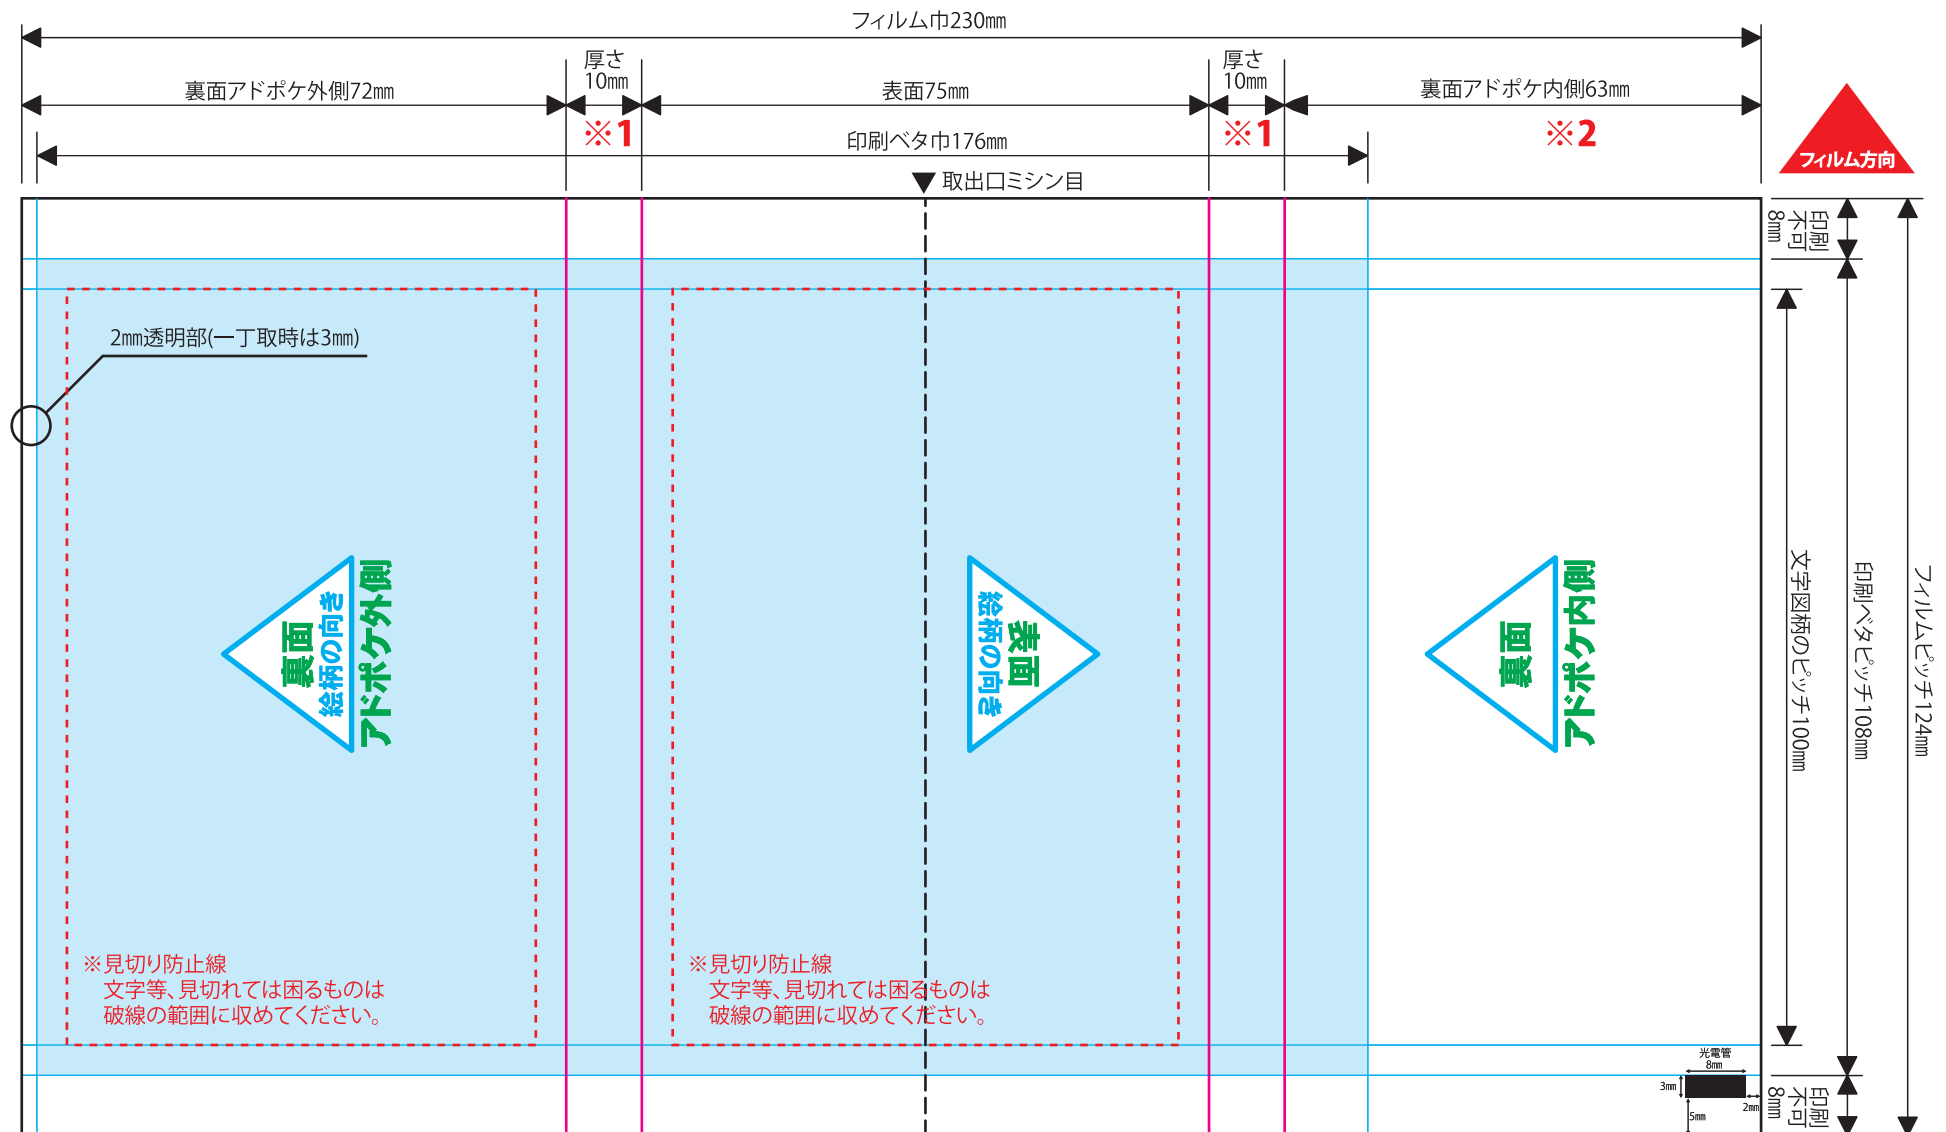 フィルム巾230mm
裏面アドポケ外側72mm
厚さ
10mm
※1
表面75mm
厚さ
10mm
※1
裏面アドポケ内側63mm
※2
フィルム方向
印刷ベタ巾176mm
▼取出口ミシン目
2mm透明部(一丁取時は3mm)
裏面
絵柄の向き
アドポケ外側
表面
絵柄の向き
裏面
アドポケ内側
印刷
不可
8mm
文字図柄のピッチ100mm
印刷ベタピッチ108mm
フィルムピッチ124mm
※見切り防止線
文字等、見切れては困るものは
破線の範囲に収めてください。
※見切り防止線
文字等、見切れては困るものは
破線の範囲に収めてください。
光電管
8mm
3mm
2mm
5mm
印刷
不可
8mm